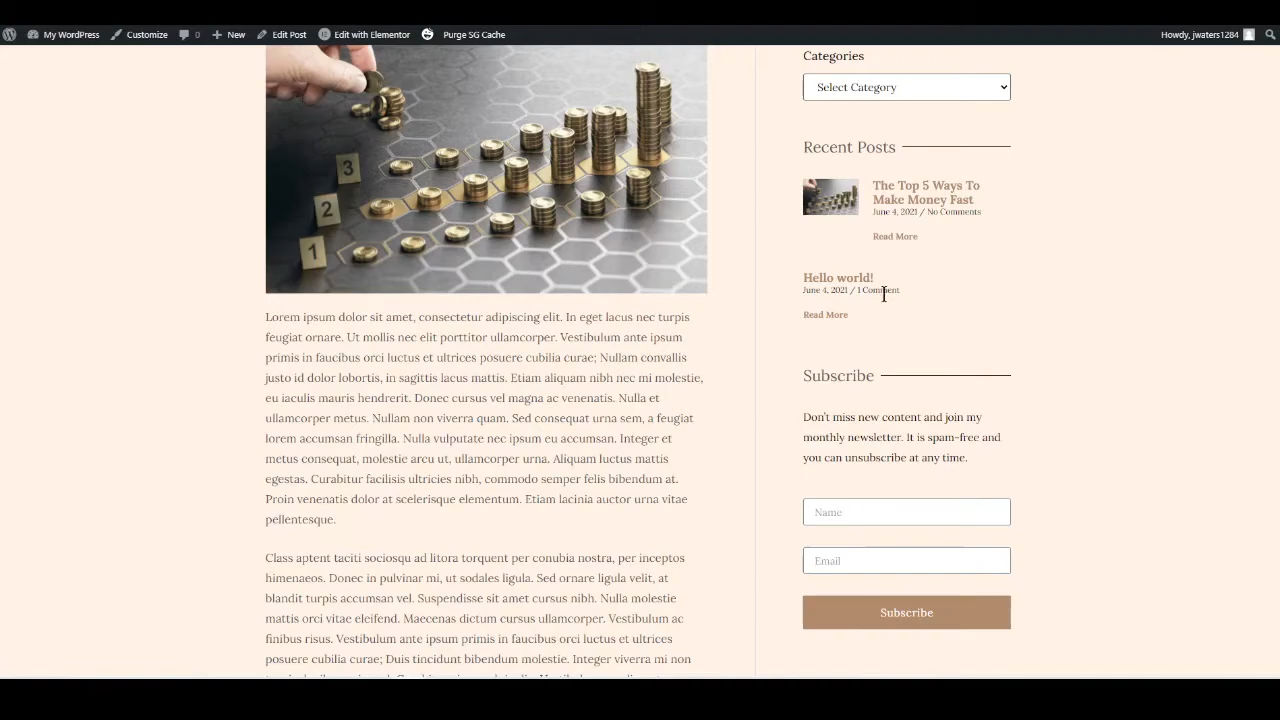 My WordPress
Customize
0
New
Edit Post
Edit with Elementor
Purge SG Cache
Howdy, jwaters1284
3
2
1
Lorem ipsum dolor sit amet, consectetur adipiscing elit. In eget lacus nec turpis
feugiat ornare. Ut mollis nec elit porttitor ullamcorper. Vestibulum ante ipsum
primis in faucibus orci luctus et ultrices posuere cubilia curae; Nullam convallis
justo id dolor lobortis, in sagittis lacus mattis. Etiam aliquam nibh nec mi molestie,
eu iaculis mauris hendrerit. Donec cursus vel magna ac venenatis. Nulla et
ullamcorper metus. Nullam non viverra quam. Sed consequat urna sem, a feugiat
lorem accumsan fringilla. Nulla vulputate nec ipsum eu accumsan. Integer et
metus consequat, molestie arcu ut, ullamcorper urna. Aliquam luctus mattis
egestas. Curabitur facilisis ultricies nibh, commodo semper felis bibendum at.
Proin venenatis dolor at scelerisque elementum. Etiam lacinia auctor urna vitae
pellentesque.
Class aptent taciti sociosqu ad litora torquent per conubia nostra, per inceptos
himenaeos. Donec in pulvinar mi, ut sodales ligula. Sed ornare ligula velit, at
blandit turpis accumsan vel. Suspendisse sit amet cursus nibh. Nulla molestie
mattis orci vitae eleifend. Maecenas dictum cursus ullamcorper. Vestibulum ac
finibus risus. Vestibulum ante ipsum primis in faucibus orci luctus et ultrices
posuere cubilia curae; Duis tincidunt bibendum molestie. Integer viverra mi non
Categories
Select Category
Recent Posts
The Top 5 Ways To
Make Money Fast
June 4, 2021 / No Comments
Read More
Hello world!
June 4, 2021 / 1 Comment
Read More
Subscribe
Don't miss new content and join my
monthly newsletter. It is spam-free and
you can unsubscribe at any time.
Name
Email
Subscribe